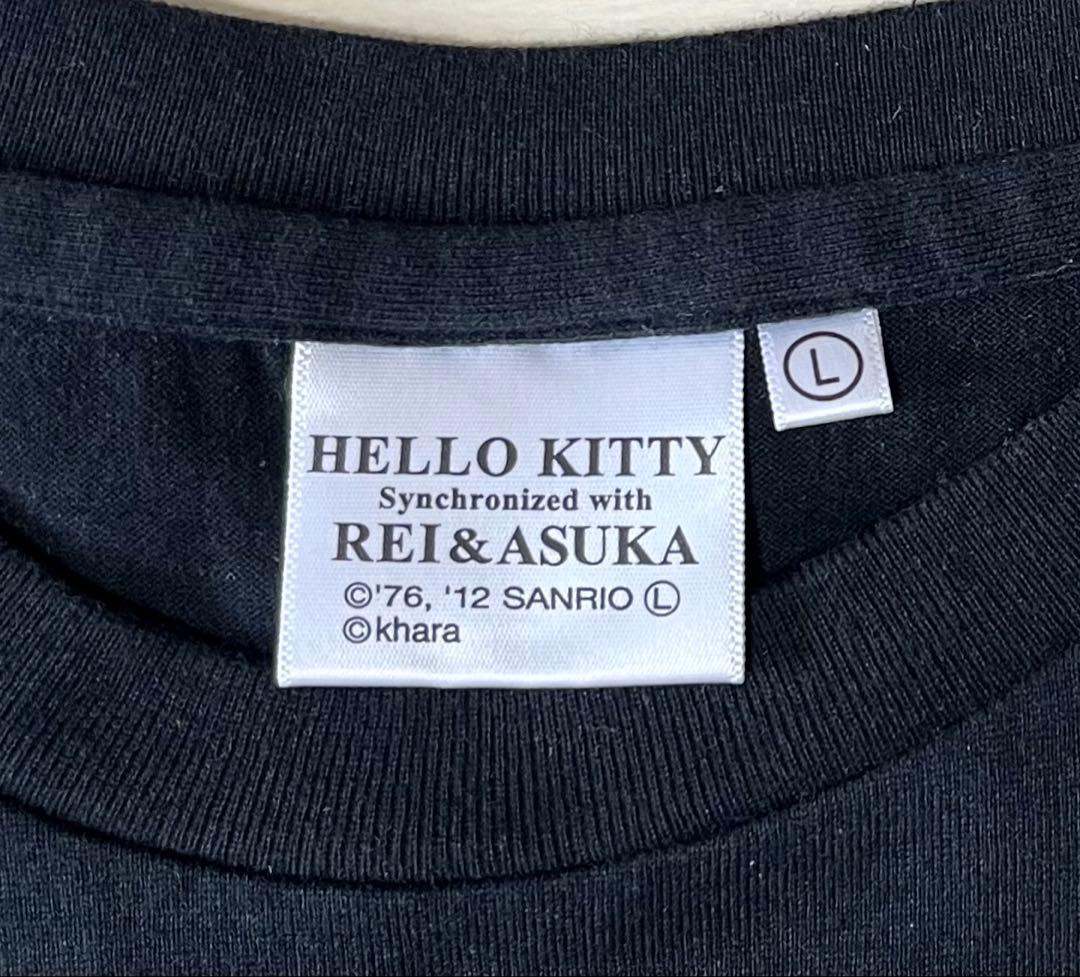 HELLO KITTY
Synchronized with
REI & ASUKA
©'76, '12 SANRIO Ⓛ
©khara
Ⓛ